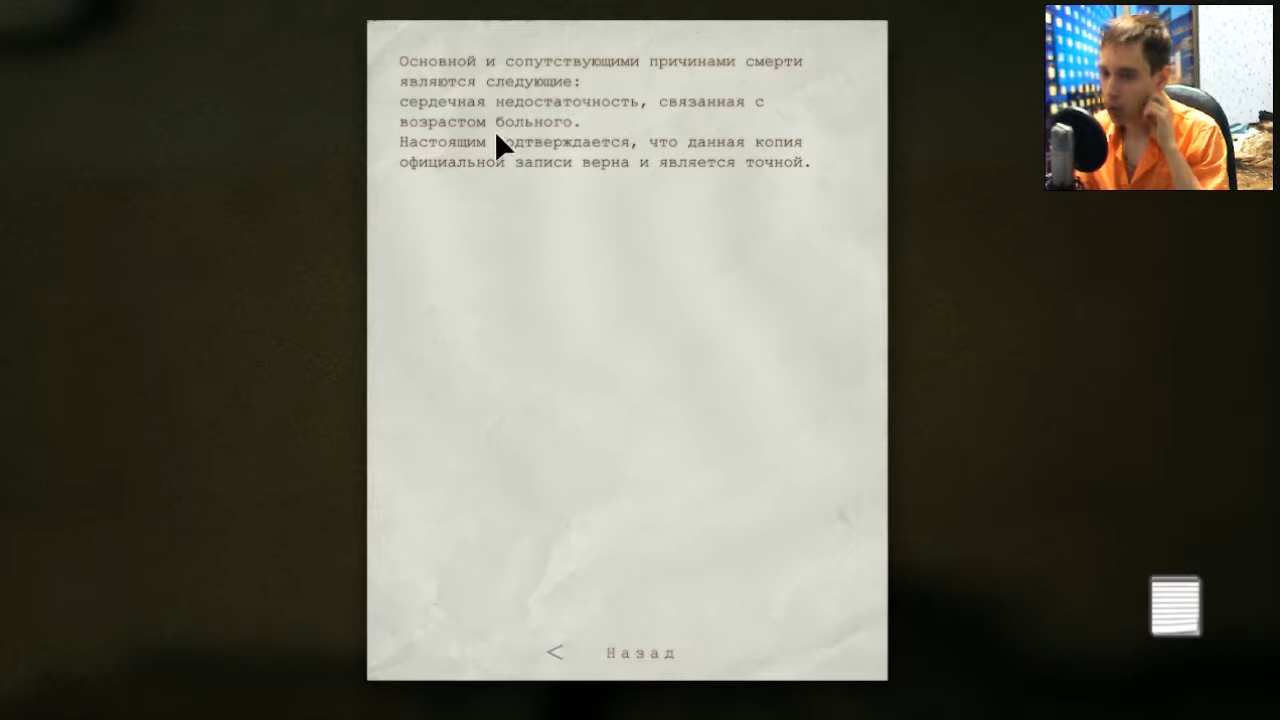 Основной и сопутствующими причинами смерти
являются следующие:
сердечная недостаточность, связанная с
возрастом больного.
Настоящим подтверждается, что данная копия
официальной записи верна и является точной.
< Назад